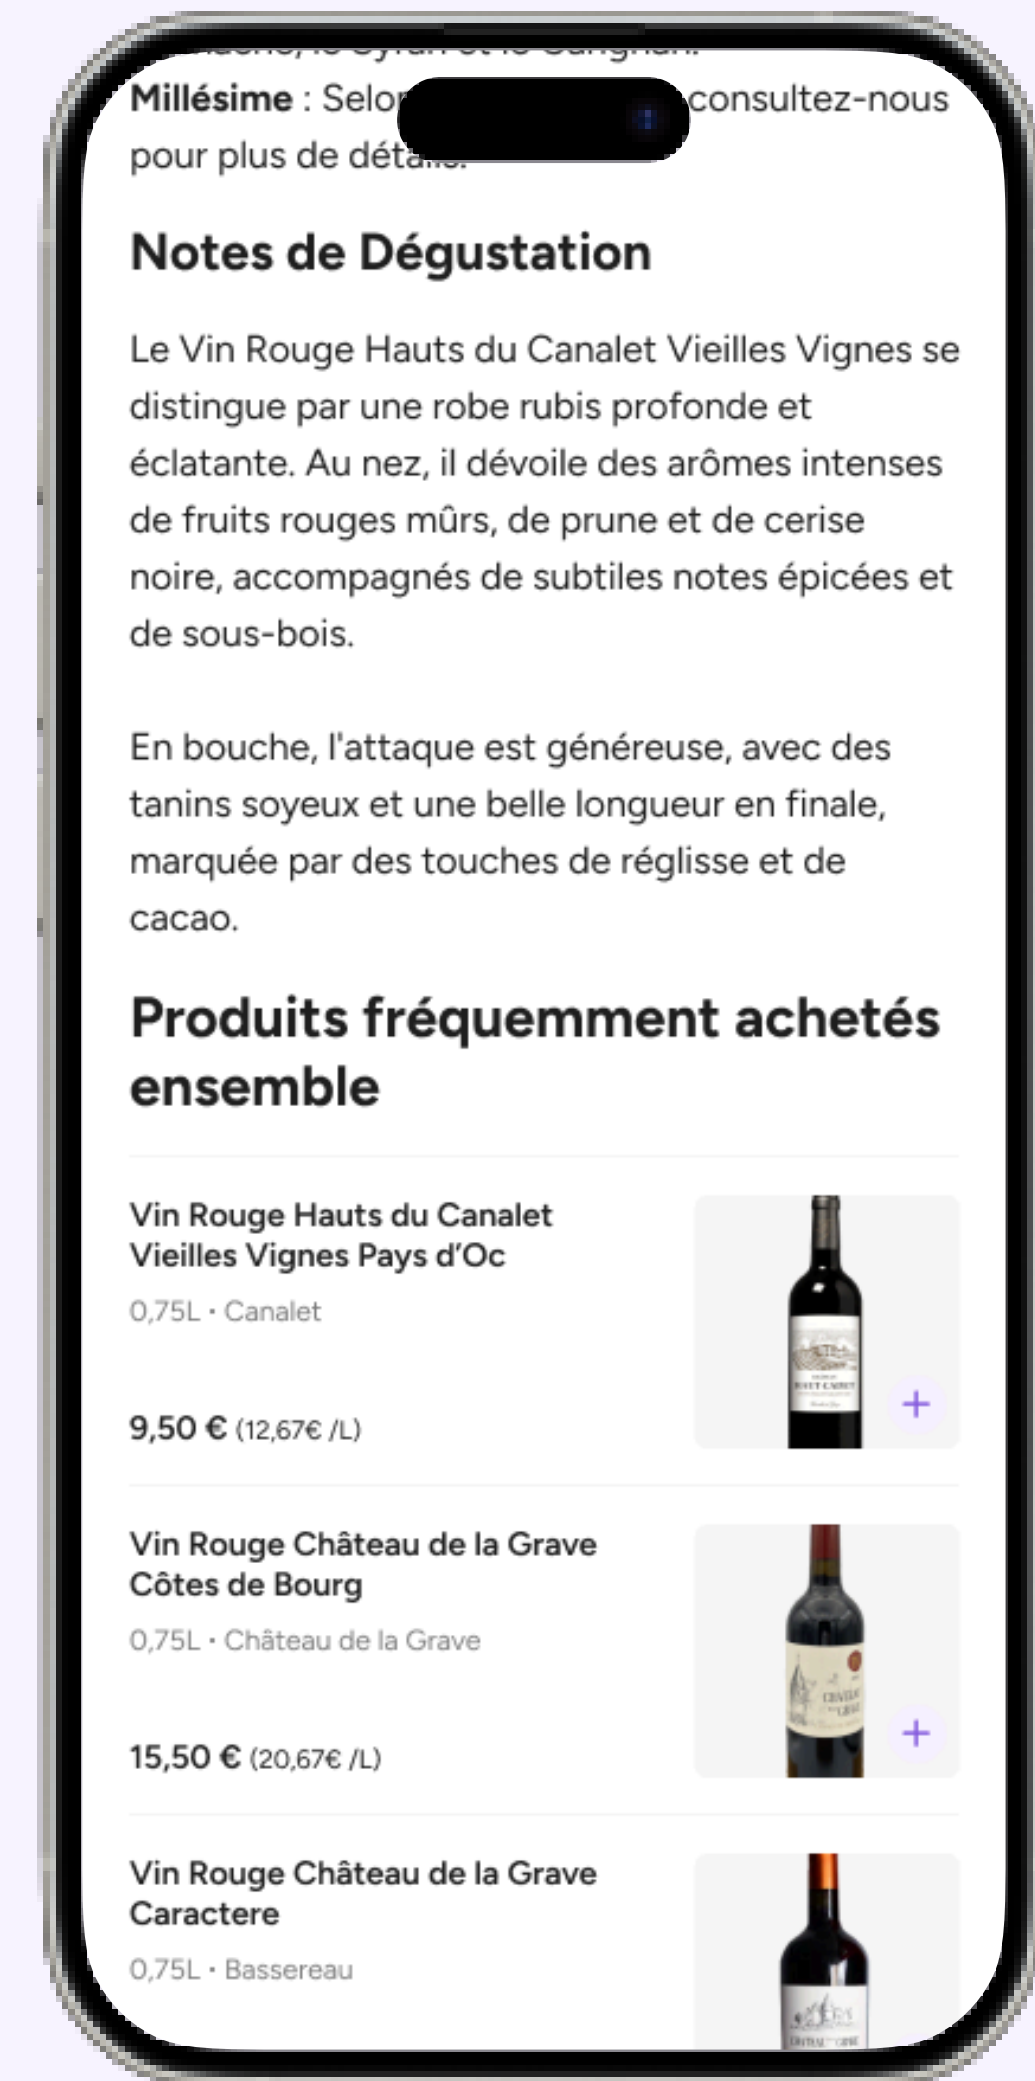 Millésime : Selon consultez-nous
pour plus de détails.
Notes de Dégustation
Le Vin Rouge Hauts du Canalet Vieilles Vignes se
distingue par une robe rubis profonde et
éclatante. Au nez, il dévoile des arômes intenses
de fruits rouges mûrs, de prune et de cerise
noire, accompagnés de subtiles notes épicées et
de sous-bois.
En bouche, l'attaque est généreuse, avec des
tanins soyeux et une belle longueur en finale,
marquée par des touches de réglisse et de
cacao.
Produits fréquemment achetés
ensemble
Vin Rouge Hauts du Canalet
Vieilles Vignes Pays d’Oc
0,75L • Canalet
9,50 € (12,67€ /L)
Vin Rouge Château de la Grave
Côtes de Bourg
0,75L • Château de la Grave
15,50 € (20,67€ /L)
Vin Rouge Château de la Grave
Caractere
0,75L • Bassereau